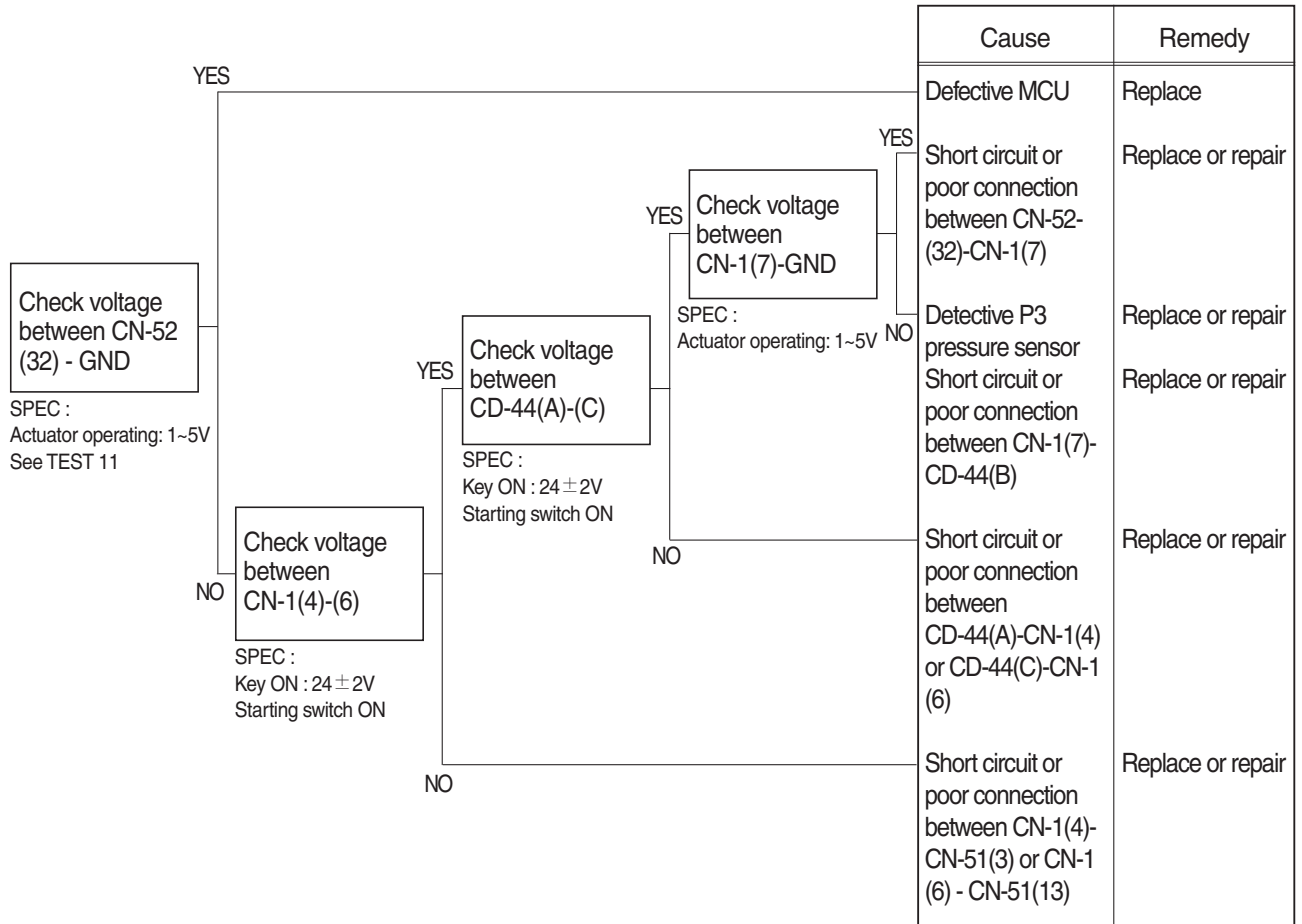 YES
Check voltage
between CN-52
(32) - GND
SPEC :
Actuator operating: 1~5V
See TEST 11
NO
Check voltage
between
CN-1(4)-(6)
SPEC :
Key ON : 24±2V
Starting switch ON
YES
Check voltage
between
CD-44(A)-(C)
SPEC :
Key ON : 24±2V
Starting switch ON
NO
YES
Check voltage
between
CN-1(7)-GND
SPEC :
Actuator operating: 1~5V
YES
NO
NO
Cause Remedy
Defective MCU Replace
Short circuit or Replace or repair
poor connection
between CN-52-
(32)-CN-1(7)
Detective P3 Replace or repair
pressure sensor
Short circuit or Replace or repair
poor connection
between CN-1(7)-
CD-44(B)
Short circuit or Replace or repair
poor connection
between
CD-44(A)-CN-1(4)
or CD-44(C)-CN-1
(6)
Short circuit or Replace or repair
poor connection
between CN-1(4)-
CN-51(3) or CN-1
(6) - CN-51(13)